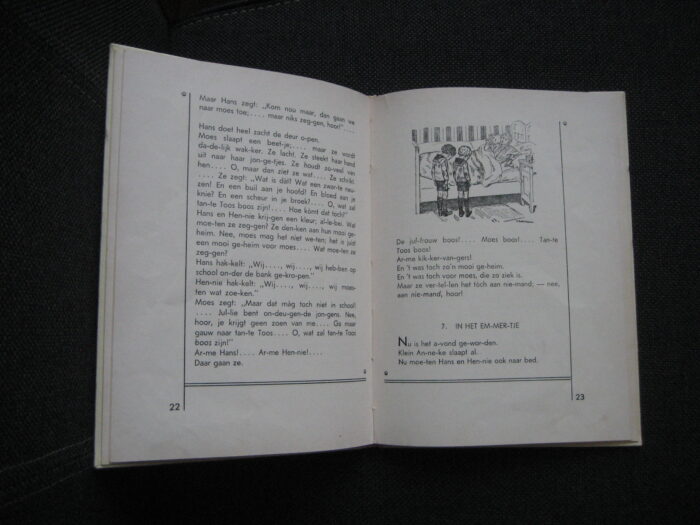 Maar Hans zegt: „Kom nou maar, dan gaan we
naar moes toe;.... maar niks zeg-gen, hoor!"....
Hans doet heel zacht de deur o-pen.
Moes slaapt een beet-je;.... maar ze wordt
da-de-lijk wak-ker. Ze lacht. Ze steekt haar hand
uit naar haar jon-ge-tjes. Ze houdt zo-veel van
hen.... O, maar dan ziet ze wat.... Ze schrikt.
.... Ze zegt: „Wat is dàt? Wat een zwar-te neu-
zen! En een buil aan je hoofd! En bloed aan je
knie? En een scheur in je broek!.... O, wat zal
tan-te Toos boos zijn!.... Hoe kómt dat toch?"
Hans en Hen-nie krij-gen een kleur; al-le-bei. Wat
moe-ten ze zeg-gen? Ze den-ken aan hun mooi ge-
heim. Nee, moes mag het niet we-ten; het is juist
een mooi ge-heim voor moes.... Wat moe-ten ze
zeg-gen?
Hans hak-kelt: „Wij...., wij...., wij heb-ben op
school on-der de bank ge-kro-pen."
Hen-nie hak-kelt: „Wij...., wij...., wij moes-
ten wat zoe-ken."
Moes zegt: „Maar dat màg toch niet in school!
.... Jul-lie bent on-deu-gen-de jon-gens. Nee,
hoor, je krijgt geen zoen van me.... Ga maar
gauw naar tan-te Toos.... O, wat zal tan-te Toos
boos zijn!"
Ar-me Hans!.... Ar-me Hen-nie!....
Daar gaan ze.
22
De juf-frouw boos!.... Moes boos!.... Tan-te
Toos boos!
Ar-me kik-ker-van-gers!
En 't was toch zo'n mooi ge-heim.
En 't was toch voor moes, die zo ziek is.
Maar ze ver-tel-len het tòch aan nie-mand; — nee,
aan nie-mand, hoor!
7. IN HET EM-MER-TJE
Nu is het a-vond ge-wor-den.
Klein An-ne-ke slaapt al.
Nu moe-ten Hans en Hen-nie ook naar bed.
23